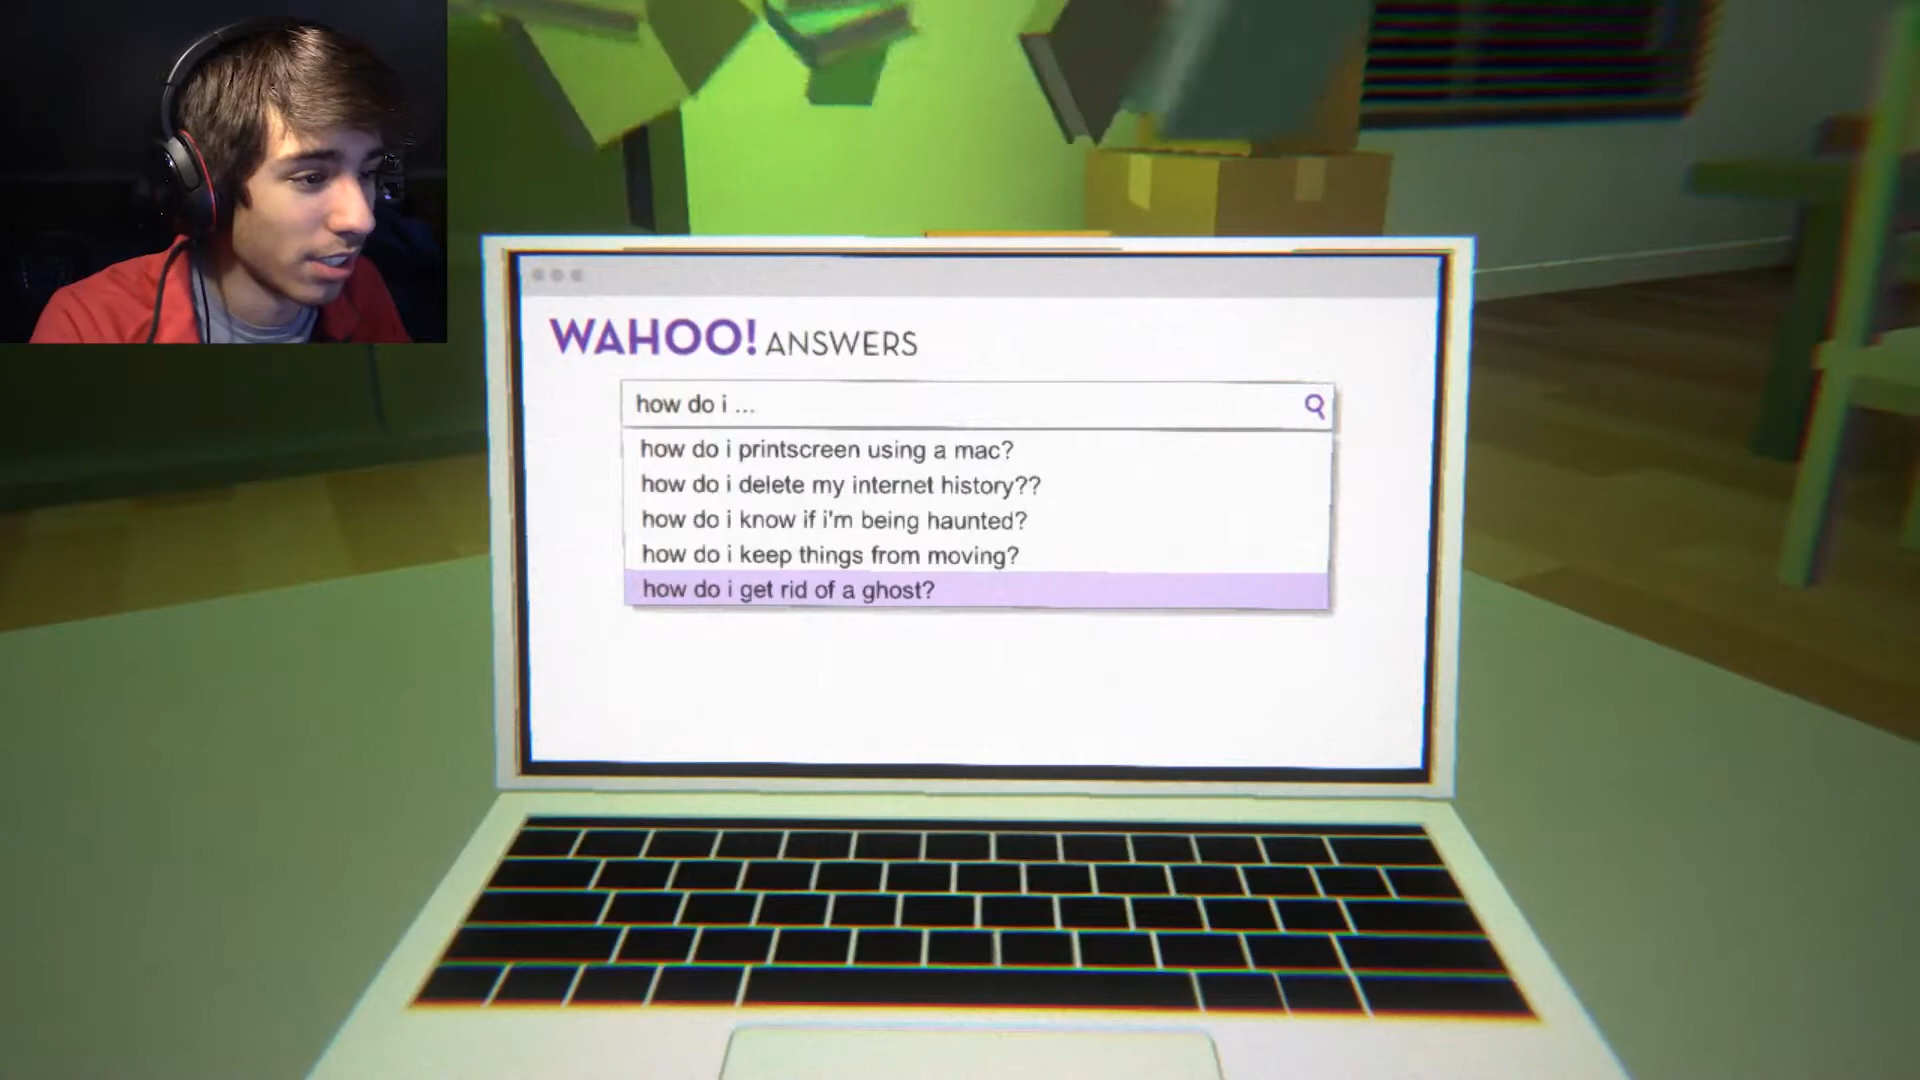 WAHOO! ANSWERS
how do i ...
how do i printscreen using a mac?
how do i delete my internet history??
how do i know if i'm being haunted?
how do i keep things from moving?
how do i get rid of a ghost?